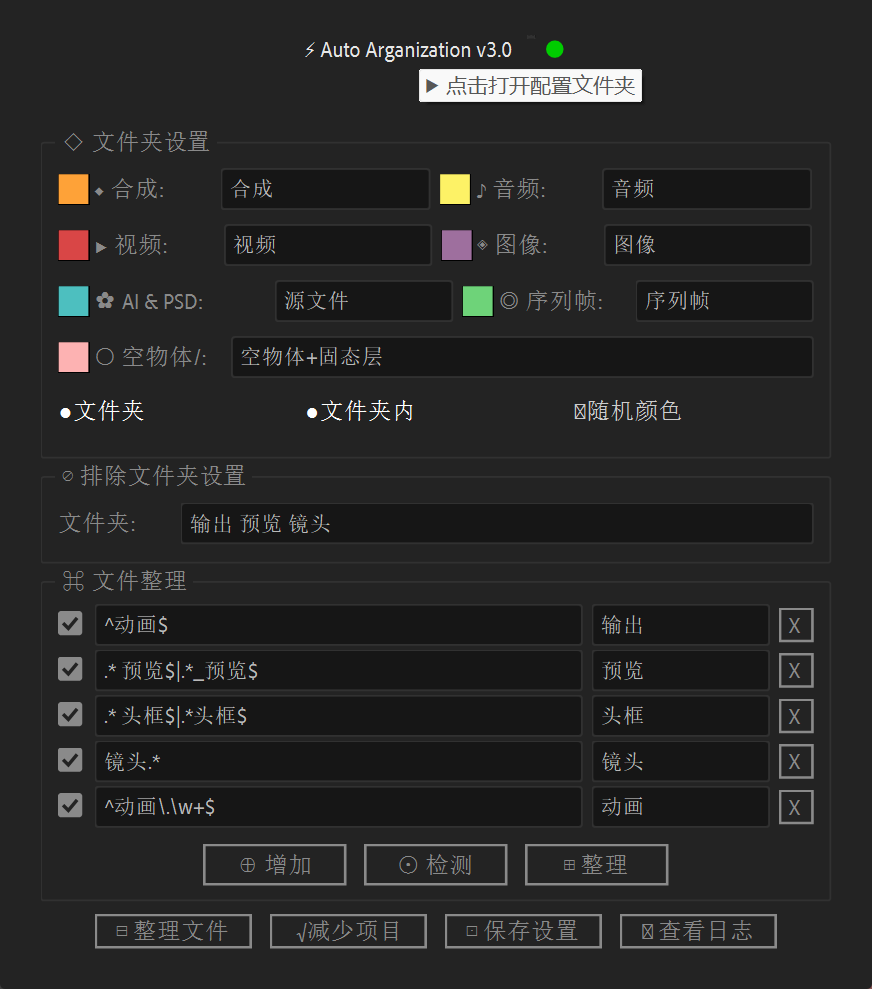 ⚡ Auto Arganization v3.0
▶ 点击打开配置文件夹
◇ 文件夹设置
◆ 合成: 合成 ♪ 音频: 音频
▶ 视频: 视频 ◈ 图像: 图像
✿ AI & PSD: 源文件 ◎ 序列帧: 序列帧
○ 空物体/: 空物体+固态层
●文件夹 ●文件夹内 随机颜色
⊘ 排除文件夹设置
文件夹: 输出 预览 镜头
⌘ 文件整理
^动画$ 输出 X
.* 预览$|.*_预览$ 预览 X
.* 头框$|.*头框$ 头框 X
镜头.* 镜头 X
^动画\.\w+$ 动画 X
⊕ 增加 ⊙ 检测 ⊞ 整理
⊟ 整理文件 √减少项目 ⊡ 保存设置 查看日志